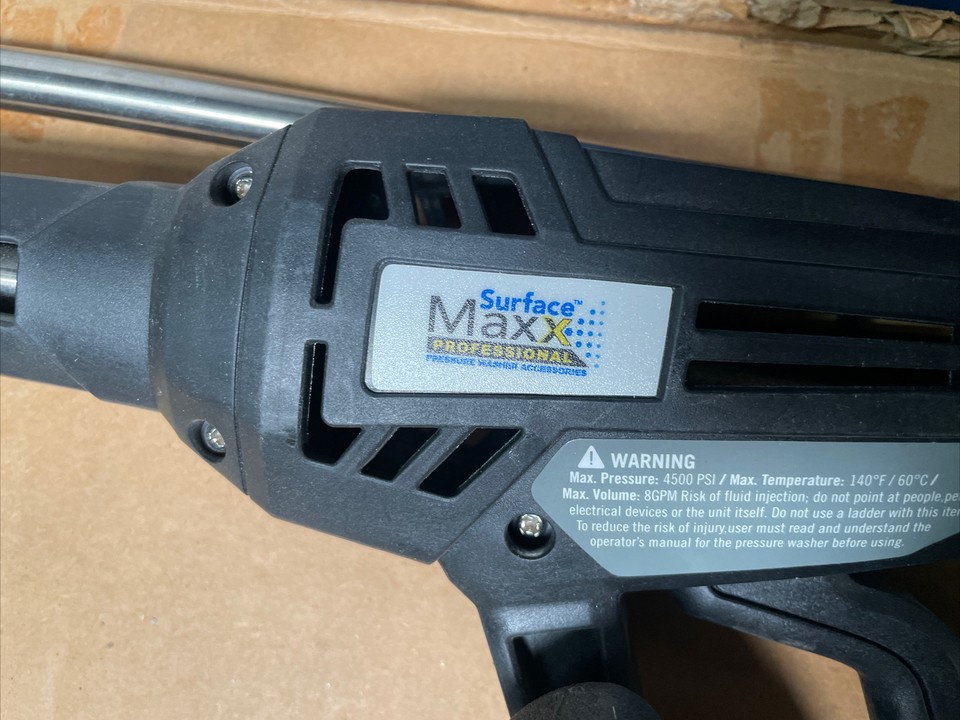 Surface™
Maxx
PROFESSIONAL
PRESSURE WASHER ACCESSORIES
WARNING
Max. Pressure: 4500 PSI / Max. Temperature: 140°F / 60°C /
Max. Volume: 8GPM Risk of fluid injection; do not point at people,
electrical devices or the unit itself. Do not use a ladder with this
To reduce the risk of injury,user must read and understand the
operator's manual for the pressure washer before using.